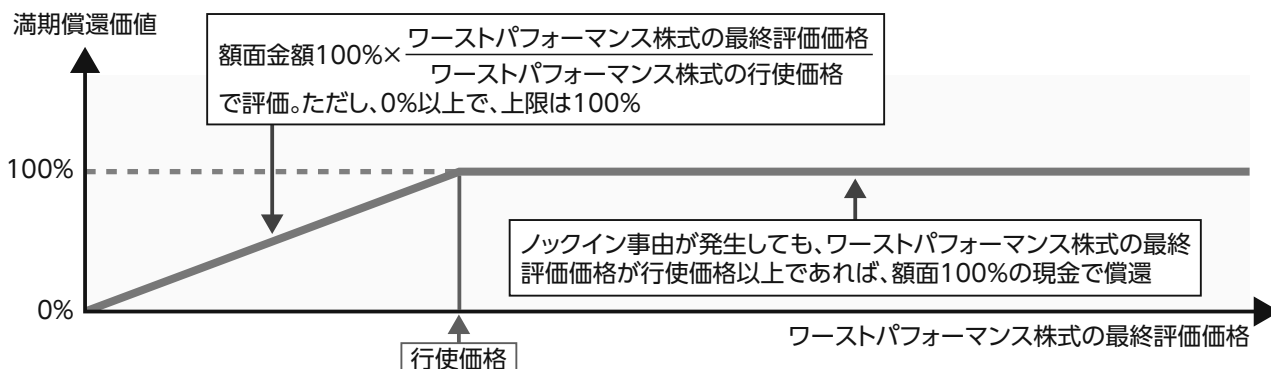 満期償還価値
額面金額100%×ワーストパフォーマンス株式の最終評価価格
ワーストパフォーマンス株式の行使価格
で評価。ただし、0%以上で、上限は100%
100%
ノックイン事由が発生しても、ワーストパフォーマンス株式の最終
評価価格が行使価格以上であれば、額面100%の現金で償還
0%
ワーストパフォーマンス株式の最終評価価格
行使価格